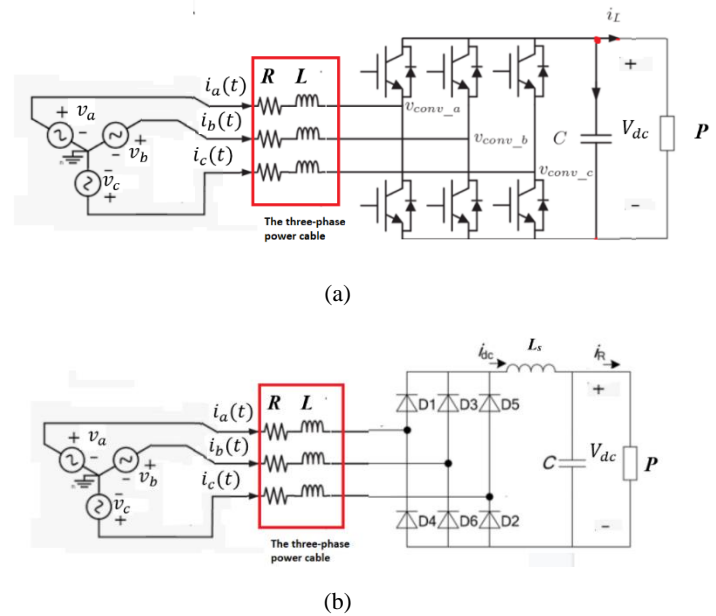 i_L
R L
i_a(t)
+
v_a
-
i_b(t)
v_conv_a
+
v_b
-
v_conv_b
C
V_dc
P
i_c(t)
v_conv_c
-
v_c
+
-
The three-phase
power cable
(a)
L_s
i_dc
i_R
R L
D1 D3 D5
+
i_a(t)
+
v_a
-
i_b(t)
+
v_b
-
C
V_dc
P
i_c(t)
-
v_c
+
D4 D6 D2
-
The three-phase
power cable
(b)